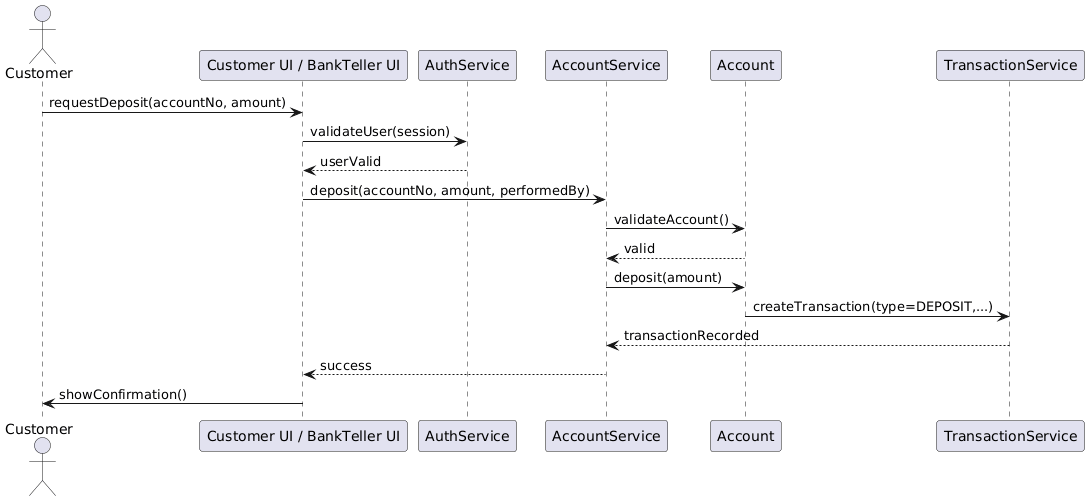 Customer
Customer UI / BankTeller UI
AuthService
AccountService
Account
TransactionService
requestDeposit(accountNo, amount)
validateUser(session)
userValid
deposit(accountNo, amount, performedBy)
validateAccount()
valid
deposit(amount)
createTransaction(type=DEPOSIT,...)
transactionRecorded
success
showConfirmation()
Customer
Customer UI / BankTeller UI
AuthService
AccountService
Account
TransactionService